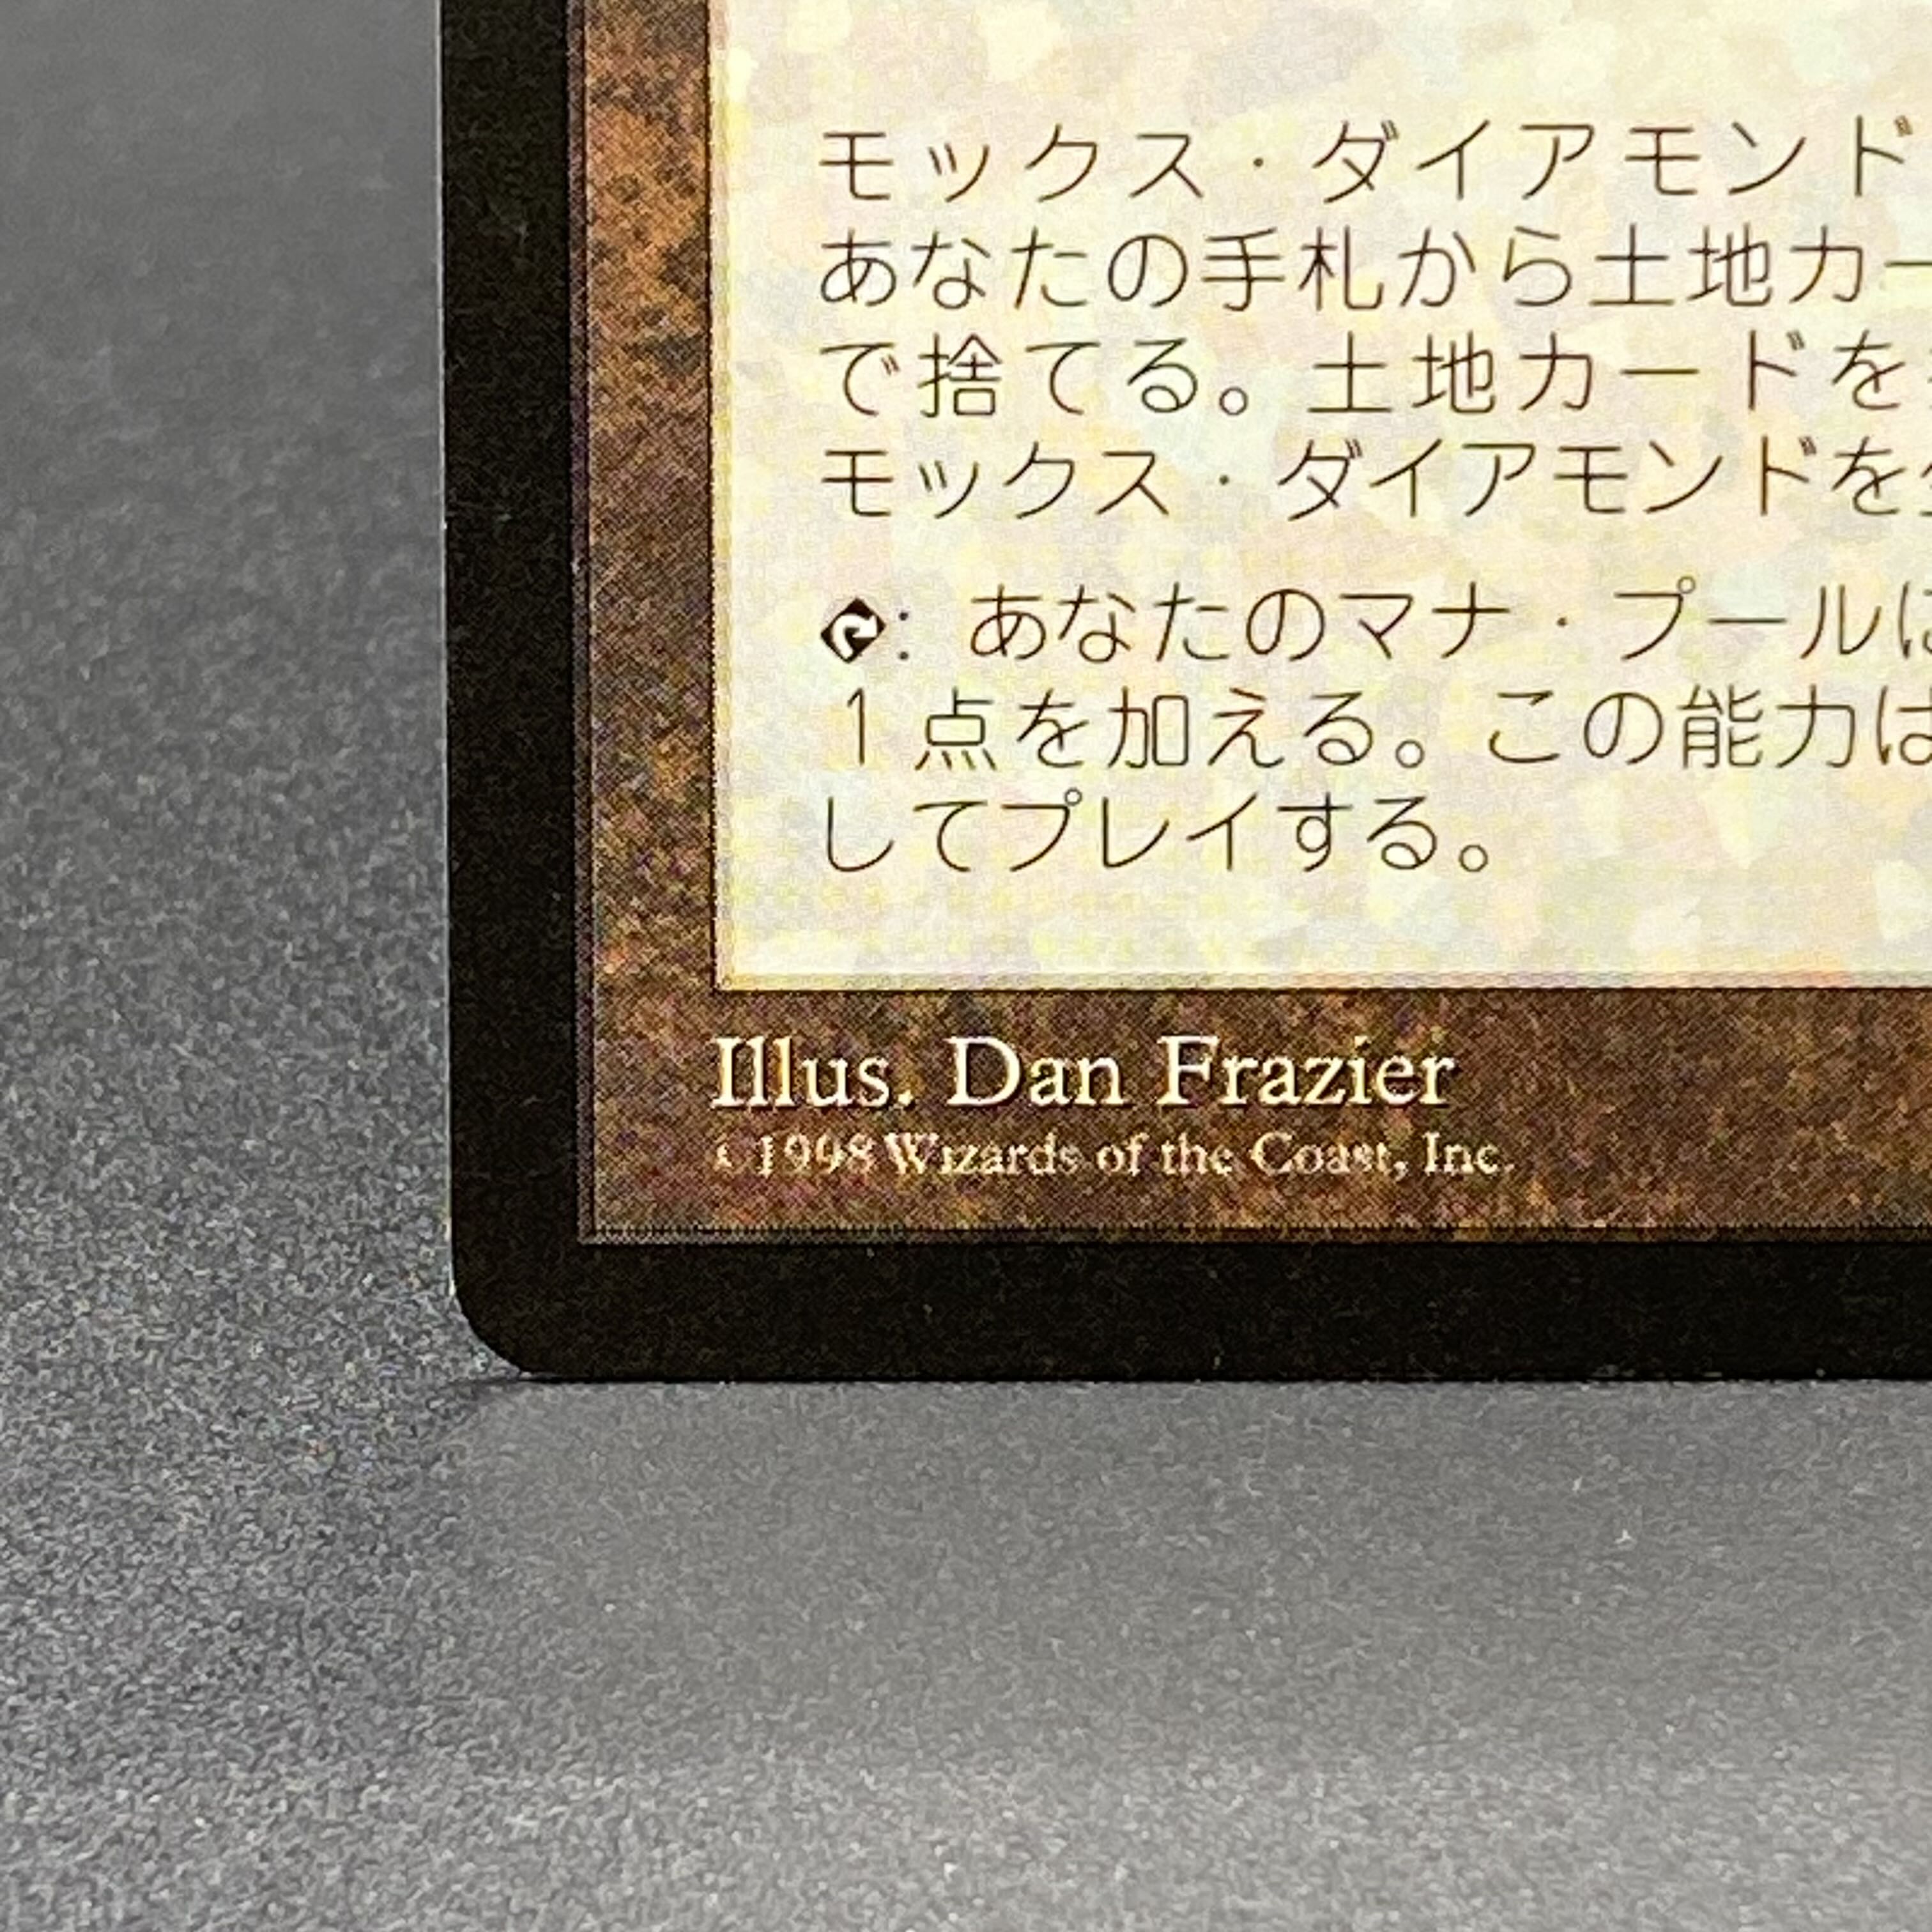 モックス・ダイアモンド
あなたの手札から土地カー
で捨てる。土地カードを
モックス・ダイアモンドを
: あなたのマナ・プールに
1点を加える。この能力は
してプレイする。
Illus. Dan Frazier
©1998 Wizards of the Coast, Inc.